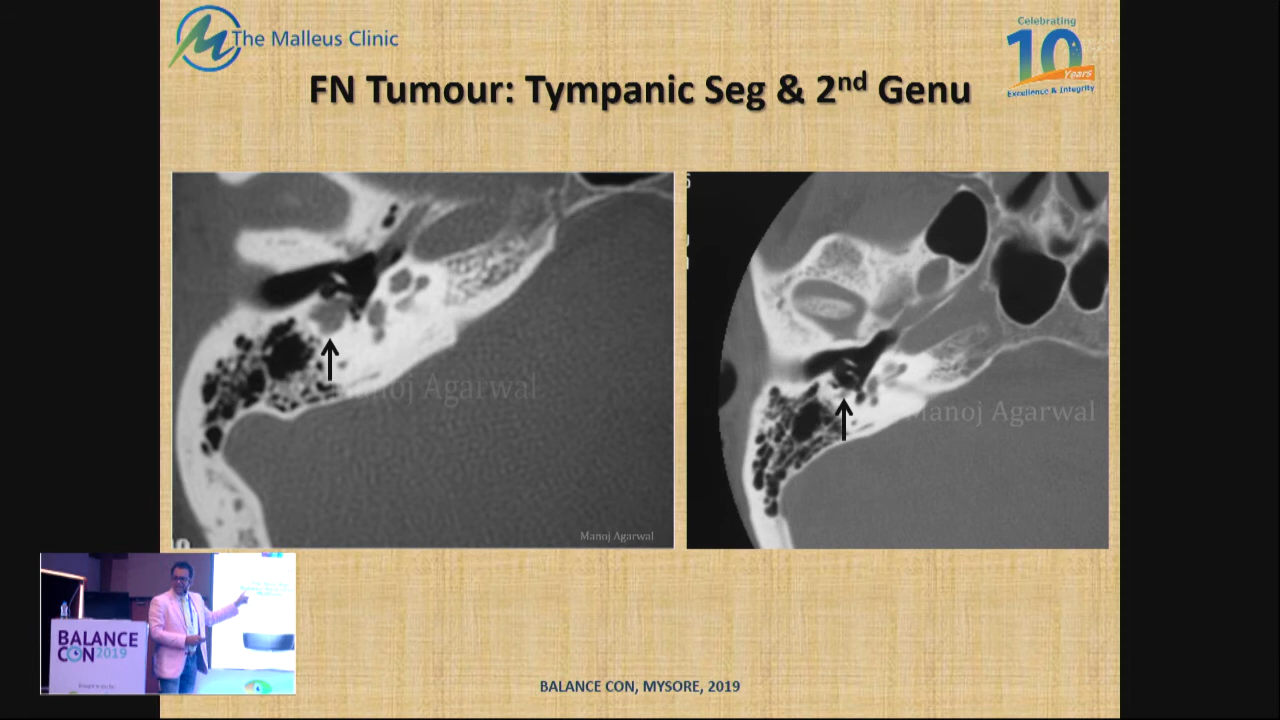 The Malleus Clinic
Celebrating
10
Years
Excellence & Integrity
FN Tumour: Tympanic Seg & 2nd Genu
Manoj Agarwal
Manoj Agarwal
Manoj Agarwal
BALANCE
CON 2019
BALANCE CON, MYSORE, 2019